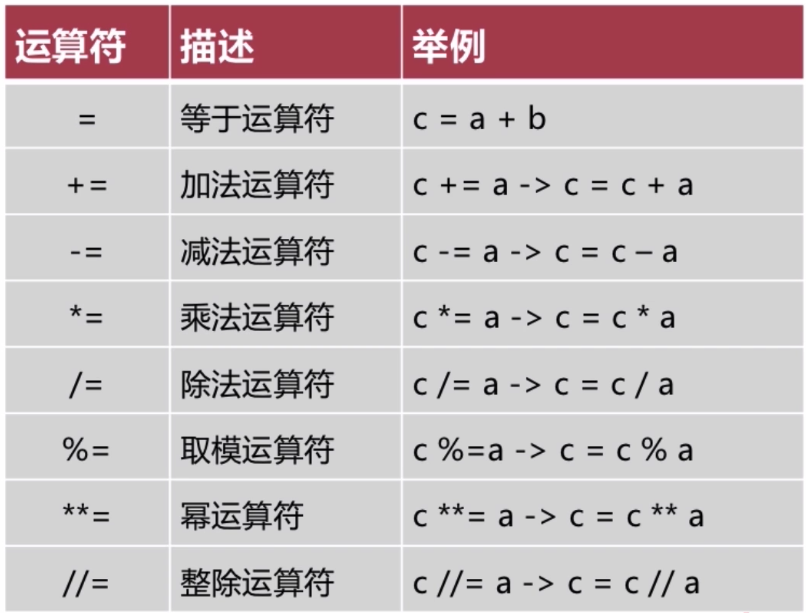 运算符 描述 举例
= 等于运算符 c = a + b
+= 加法运算符 c += a -> c = c + a
-= 减法运算符 c -= a -> c = c – a
*= 乘法运算符 c *= a -> c = c * a
/= 除法运算符 c /= a -> c = c / a
%= 取模运算符 c %=a -> c = c % a
**= 幂运算符 c **= a -> c = c ** a
//= 整除运算符 c //= a -> c = c // a